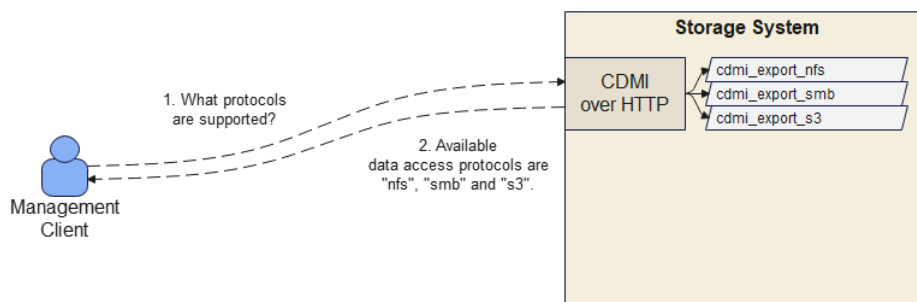 Storage System
CDMI
over HTTP
cdmi_export_nfs
cdmi_export_smb
cdmi_export_s3
1. What protocols
are supported?
2. Available
data access protocols are
"nfs", "smb" and "s3".
Management
Client